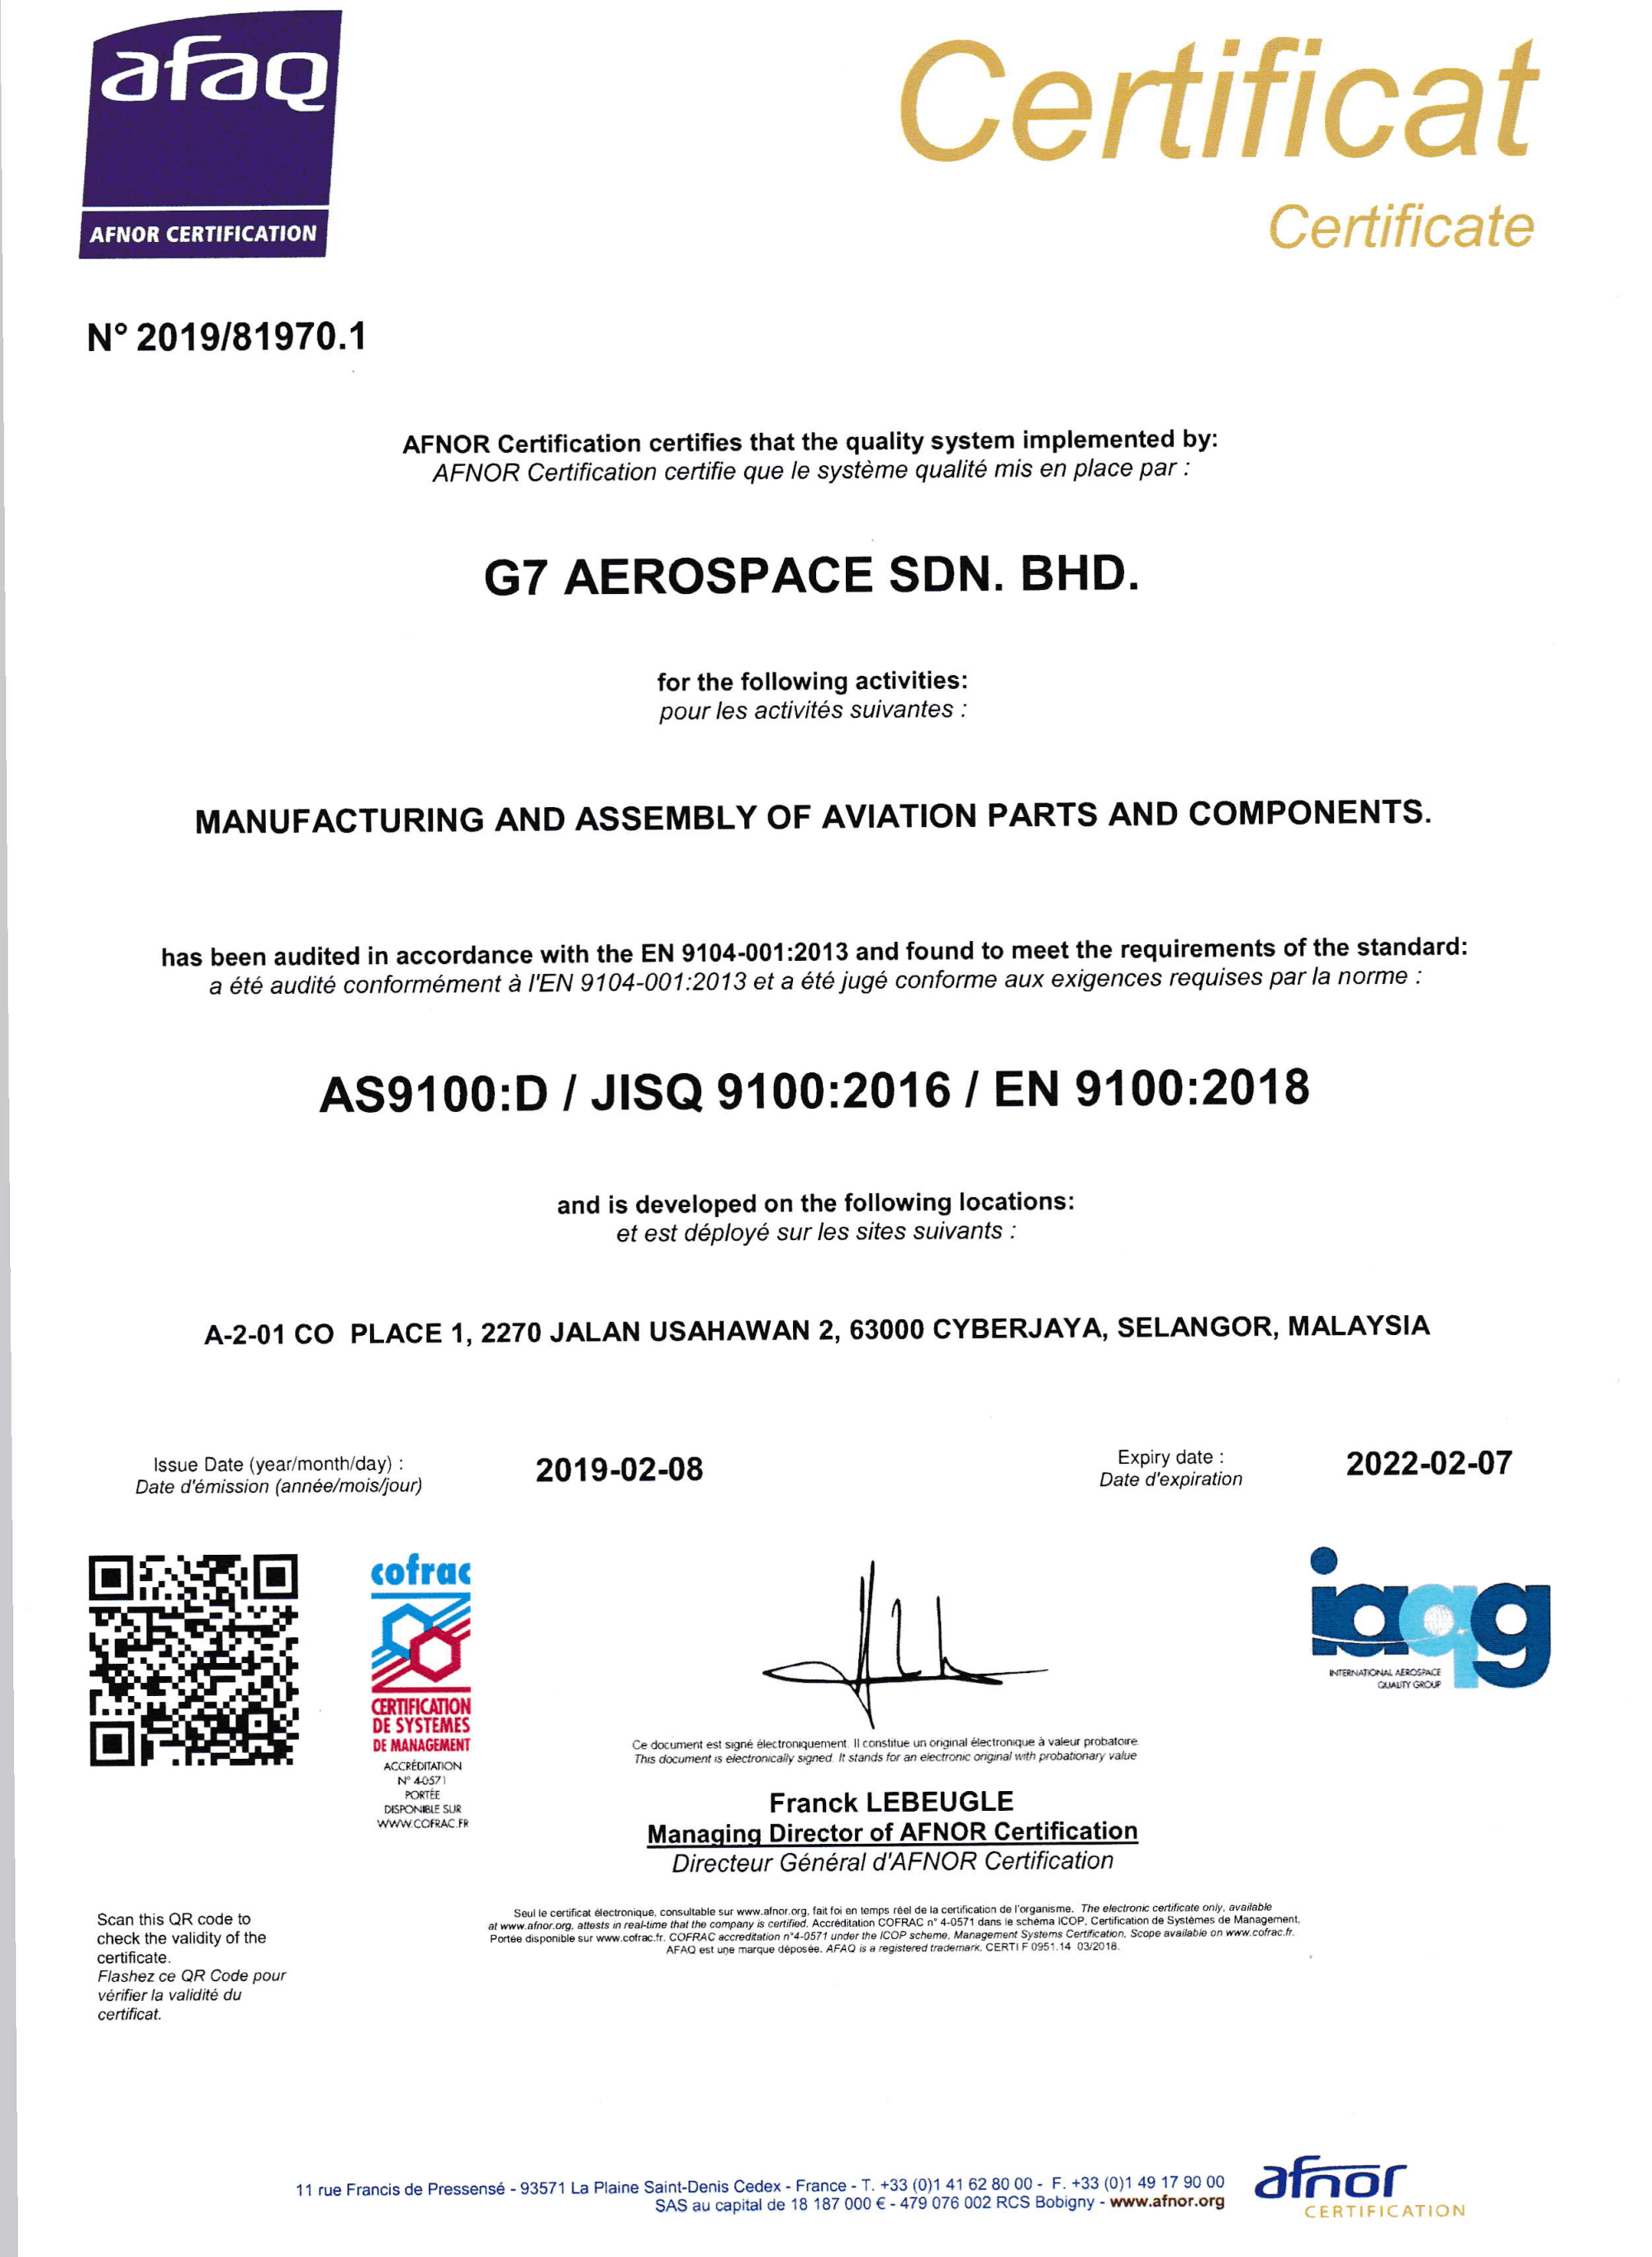 afaq
AFNOR CERTIFICATION
Certificat
Certificate
N° 2019/81970.1
AFNOR Certification certifies that the quality system implemented by:
AFNOR Certification certifie que le système qualité mis en place par :
G7 AEROSPACE SDN. BHD.
for the following activities:
pour les activités suivantes :
MANUFACTURING AND ASSEMBLY OF AVIATION PARTS AND COMPONENTS.
has been audited in accordance with the EN 9104-001:2013 and found to meet the requirements of the standard:
a été audité conformément à l'EN 9104-001:2013 et a été jugé conforme aux exigences requises par la norme :
AS9100:D / JISQ 9100:2016 / EN 9100:2018
and is developed on the following locations:
et est déployé sur les sites suivants :
A-2-01 CO PLACE 1, 2270 JALAN USAHAWAN 2, 63000 CYBERJAYA, SELANGOR, MALAYSIA
Issue Date (year/month/day) :
Date d'émission (année/mois/jour)
2019-02-08
Expiry date :
Date d'expiration
2022-02-07
cofrac
CERTIFICATION
DE SYSTEMES
DE MANAGEMENT
ACCRÉDITATION
N° 4-0571
PORTÉE
DISPONIBLE SUR
WWW.COFRAC.FR
iaqg
INTERNATIONAL AEROSPACE
QUALITY GROUP
Ce document est signé électroniquement. Il constitue un original électronique à valeur probatoire.
This document is electronically signed. It stands for an electronic original with probationary value
Franck LEBEUGLE
Managing Director of AFNOR Certification
Directeur Général d'AFNOR Certification
Scan this QR code to
check the validity of the
certificate.
Flashez ce QR Code pour
vérifier la validité du
certificat.
Seul le certificat électronique, consultable sur www.afnor.org, fait foi en temps réel de la certification de l'organisme. The electronic certificate only, available
at www.afnor.org, attests in real-time that the company is certified. Accréditation COFRAC n° 4-0571 dans le schéma ICOP, Certification de Systèmes de Management,
Portée disponible sur www.cofrac.fr. COFRAC accreditation n°4-0571 under the ICOP scheme, Management Systems Certification, Scope available on www.cofrac.fr.
AFAQ est une marque déposée. AFAQ is a registered trademark. CERTI F 0951.14 03/2018.
11 rue Francis de Pressensé - 93571 La Plaine Saint-Denis Cedex - France - T. +33 (0)1 41 62 80 00 - F. +33 (0)1 49 17 90 00
SAS au capital de 18 187 000 € - 479 076 002 RCS Bobigny - www.afnor.org
afnor
CERTIFICATION